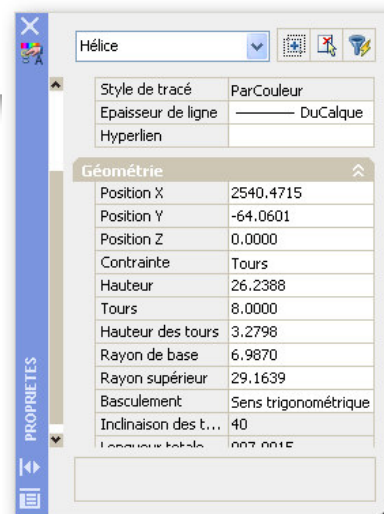 Hélice
Style de tracé ParCouleur
Epaisseur de ligne DuCalque
Hyperlien
Géométrie
Position X 2540.4715
Position Y -64.0601
Position Z 0.0000
Contrainte Tours
Hauteur 26.2388
Tours 8.0000
Hauteur des tours 3.2798
Rayon de base 6.9870
Rayon supérieur 29.1639
Basculement Sens trigonométrique
Inclinaison des t... 40
Longueur totale
PROPRIETES